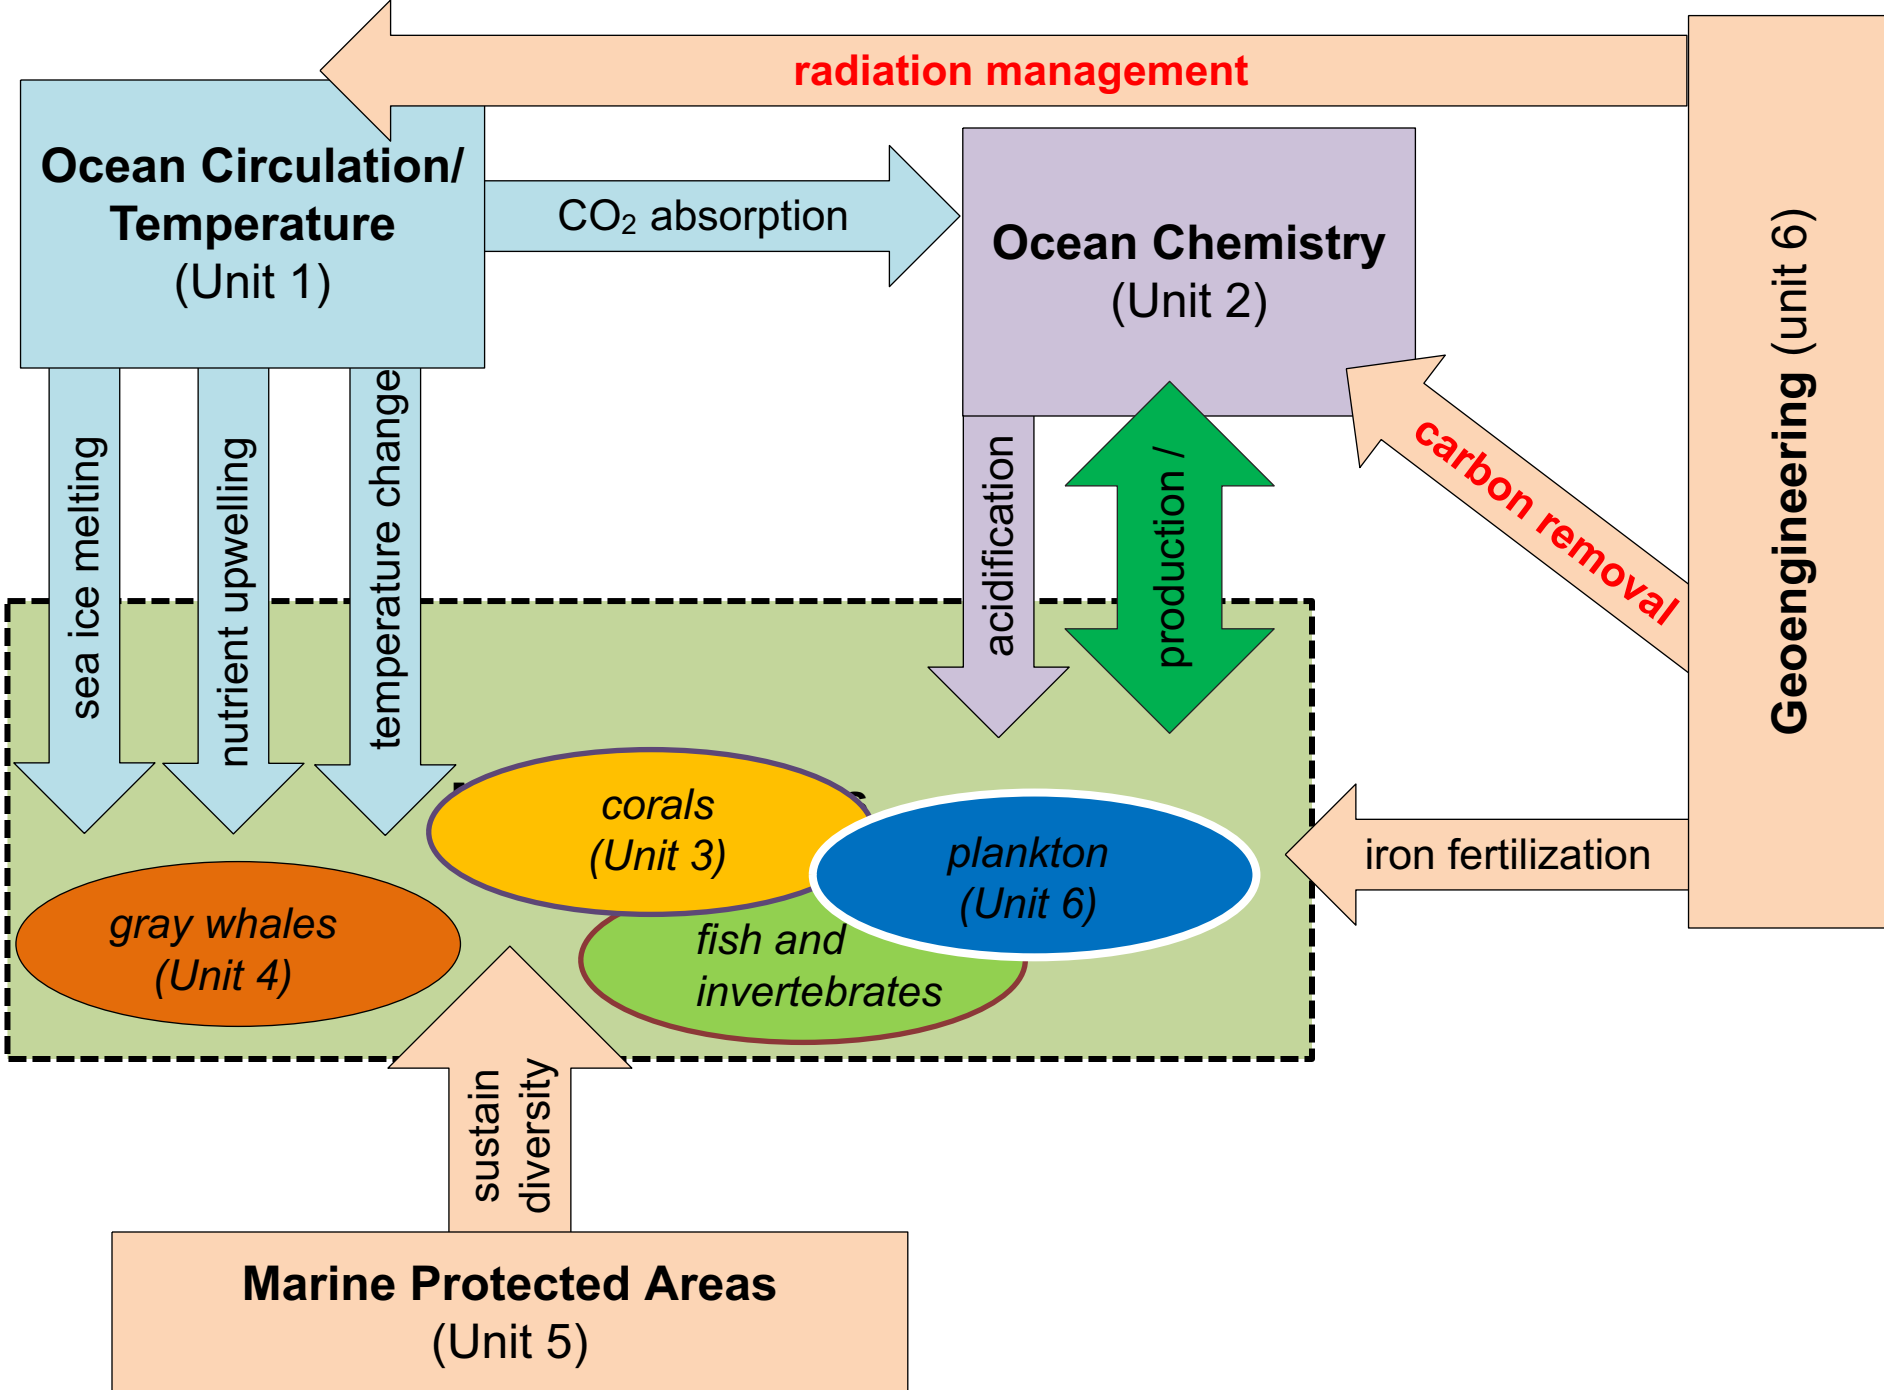 radiation management
Ocean Circulation/
Temperature
(Unit 1)
CO₂ absorption
Ocean Chemistry
(Unit 2)
Geoengineering (unit 6)
carbon removal
sea ice melting
nutrient upwelling
temperature change
acidification
production /
corals
(Unit 3)
plankton
(Unit 6)
iron fertilization
gray whales
(Unit 4)
fish and
invertebrates
sustain
diversity
Marine Protected Areas
(Unit 5)